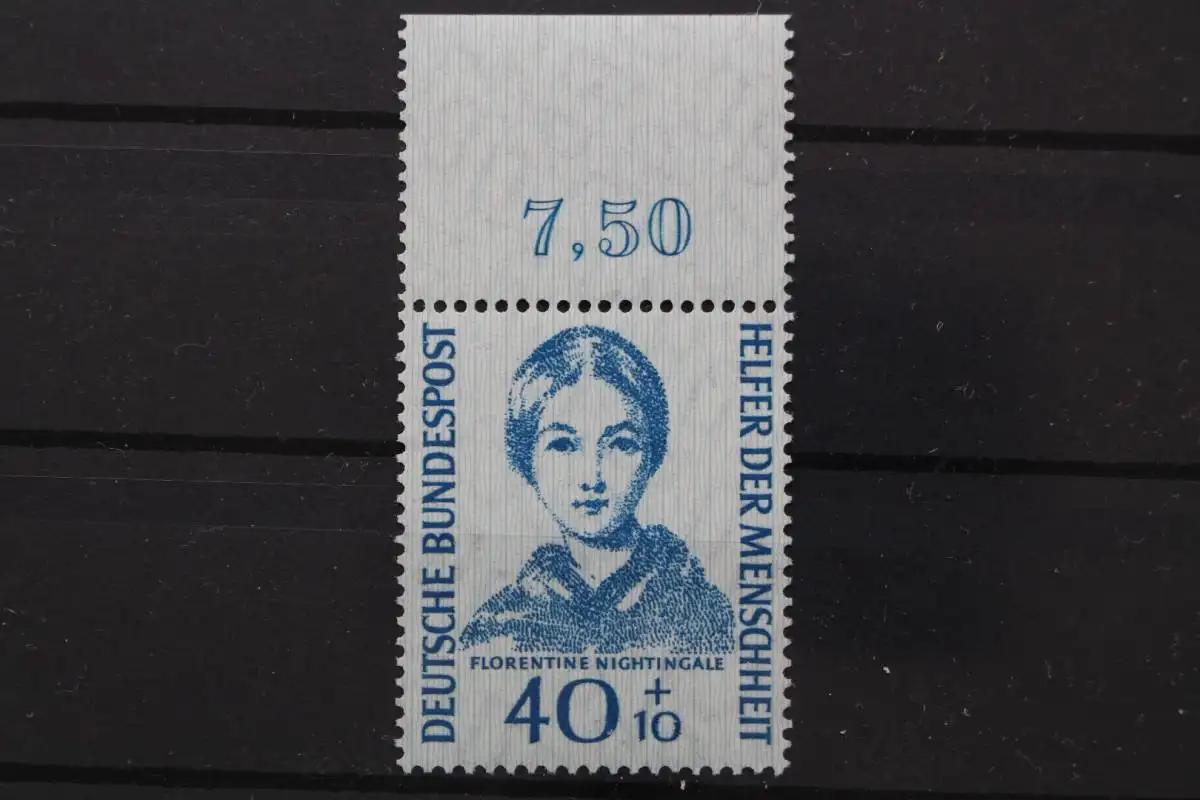 7,50
DEUTSCHE BUNDESPOST
HELFER DER MENSCHHEIT
FLORENTINE NIGHTINGALE
40 + 10